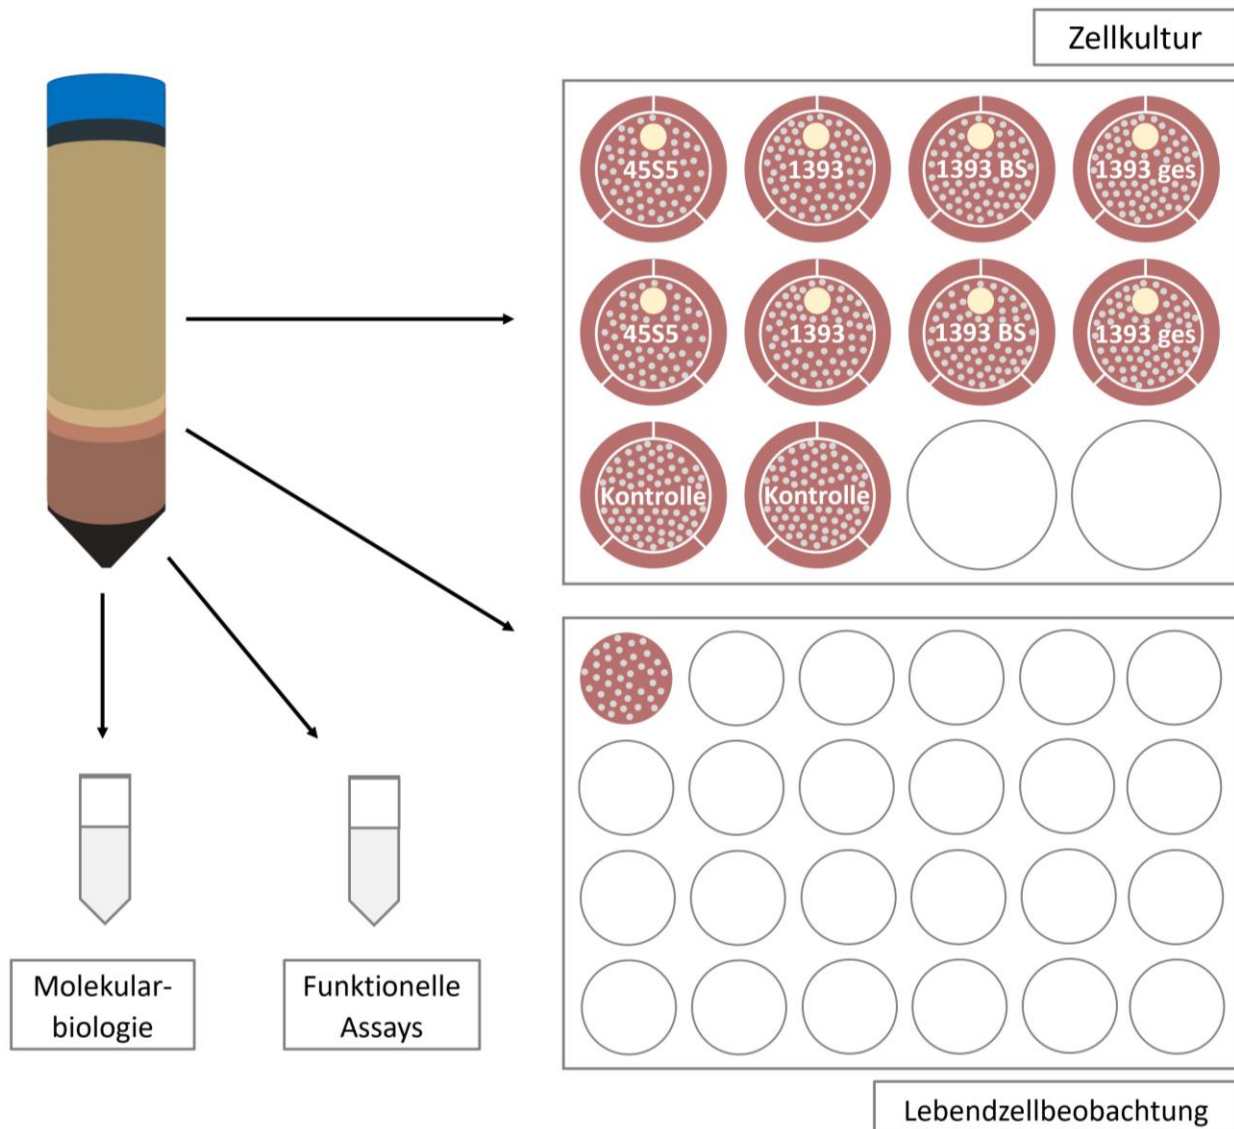 Zellkultur
45S5
1393
1393 BS
1393 ges
45S5
1393
1393 BS
1393 ges
Kontrolle
Kontrolle
Molekular-
biologie
Funktionelle
Assays
Lebendzellbeobachtung